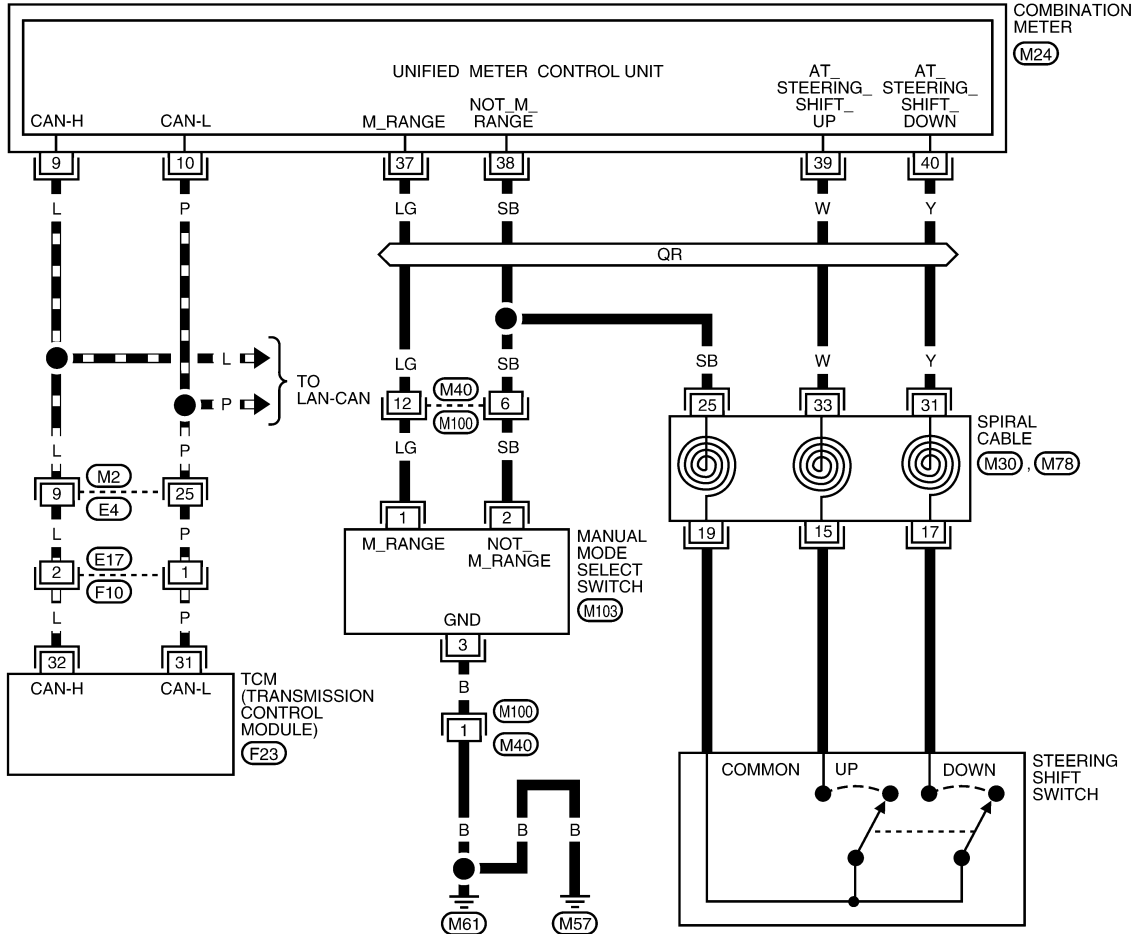 COMBINATION
METER
M24
UNIFIED METER CONTROL UNIT
CAN-H
CAN-L
M_RANGE
NOT_M_
RANGE
AT_
STEERING_
SHIFT_
UP
AT_
STEERING_
SHIFT_
DOWN
9 10 37 38 39 40
L P LG SB W Y
QR
L
P
TO
LAN-CAN
LG SB SB W Y
12 M40 6
M100
25 33 31
SPIRAL
CABLE
M30 , M78
L P LG SB
9 M2 25
E4
L P
2 E17 1
F10
L P
32 31
CAN-H CAN-L
TCM
(TRANSMISSION
CONTROL
MODULE)
F23
1 2
M_RANGE
NOT_
M_RANGE
GND
MANUAL
MODE
SELECT
SWITCH
M103
3
B
1
M100
M40
B B B
M61 M57
19 15 17
COMMON UP DOWN
STEERING
SHIFT
SWITCH